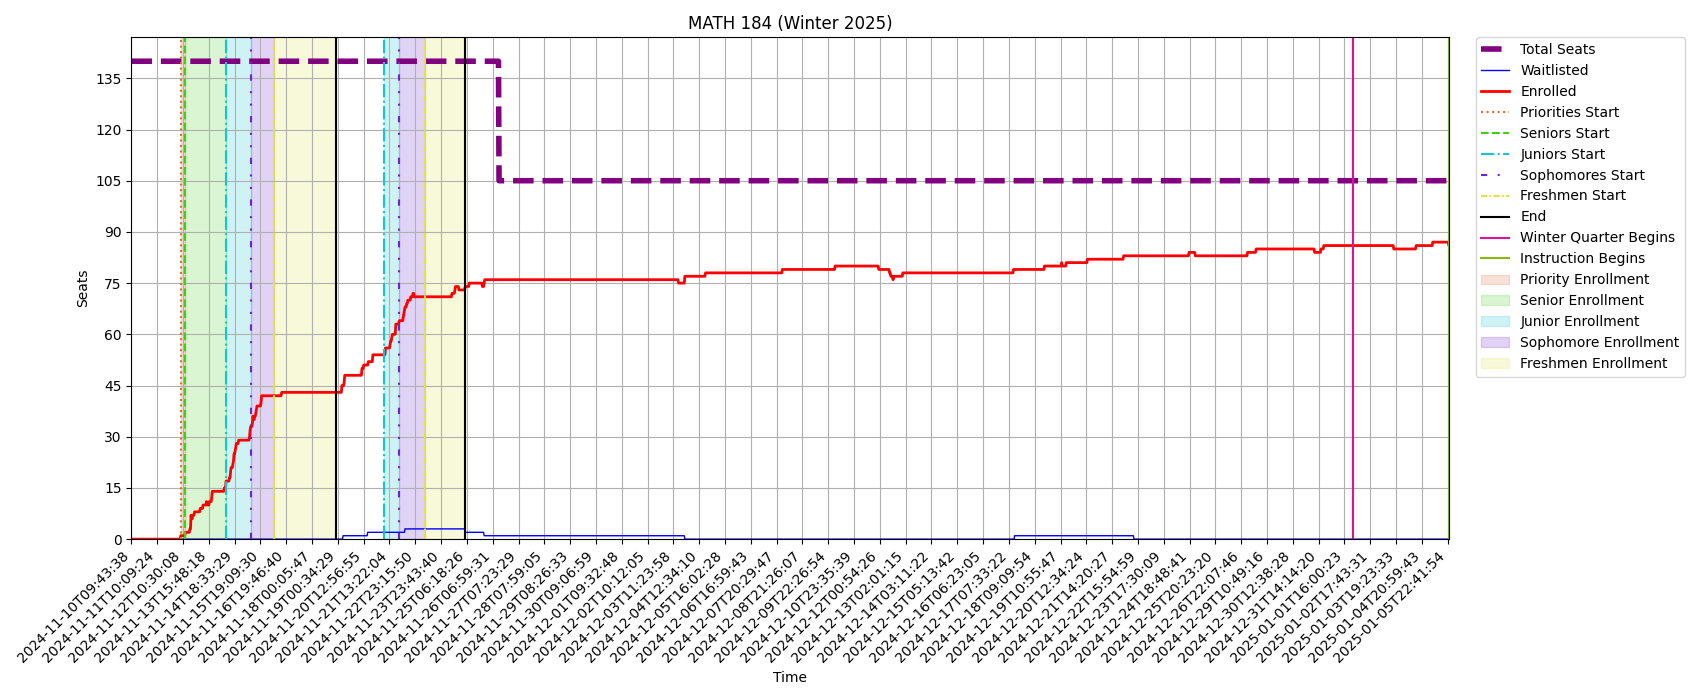 MATH 184 (Winter 2025)
Seats
135
120
105
90
75
60
45
30
15
0
2024-11-10T09:43:38
2024-11-11T10:09:24
2024-11-12T10:30:08
2024-11-13T15:48:18
2024-11-14T18:33:29
2024-11-15T19:09:30
2024-11-16T19:46:40
2024-11-18T00:05:47
2024-11-19T00:34:29
2024-11-20T12:56:55
2024-11-21T13:22:04
2024-11-22T23:15:50
2024-11-23T23:43:40
2024-11-25T06:18:26
2024-11-26T06:59:31
2024-11-27T07:23:29
2024-11-28T07:59:05
2024-11-29T08:26:33
2024-11-30T09:06:59
2024-12-01T09:32:48
2024-12-02T10:12:05
2024-12-03T11:23:58
2024-12-04T12:34:10
2024-12-05T16:02:28
2024-12-06T16:59:43
2024-12-07T20:29:47
2024-12-08T21:26:07
2024-12-09T22:26:54
2024-12-10T23:35:39
2024-12-12T00:54:26
2024-12-13T02:01:15
2024-12-14T03:11:22
2024-12-15T05:13:42
2024-12-16T06:23:05
2024-12-17T07:33:22
2024-12-18T09:09:54
2024-12-19T10:55:47
2024-12-20T12:34:24
2024-12-21T14:20:27
2024-12-22T15:54:59
2024-12-23T17:30:09
2024-12-24T18:48:41
2024-12-25T20:23:20
2024-12-26T22:07:46
2024-12-29T10:49:16
2024-12-30T12:38:28
2024-12-31T14:14:20
2025-01-01T16:00:23
2025-01-02T17:43:31
2025-01-03T19:23:33
2025-01-04T20:59:43
2025-01-05T22:41:54
Time
Total Seats
Waitlisted
Enrolled
Priorities Start
Seniors Start
Juniors Start
Sophomores Start
Freshmen Start
End
Winter Quarter Begins
Instruction Begins
Priority Enrollment
Senior Enrollment
Junior Enrollment
Sophomore Enrollment
Freshmen Enrollment